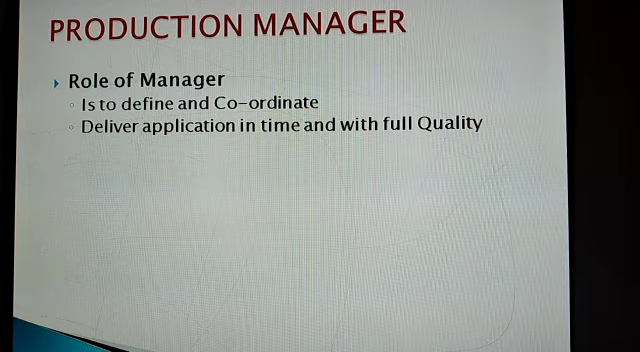 PRODUCTION MANAGER
Role of Manager
Is to define and Co-ordinate
Deliver application in time and with full Quality